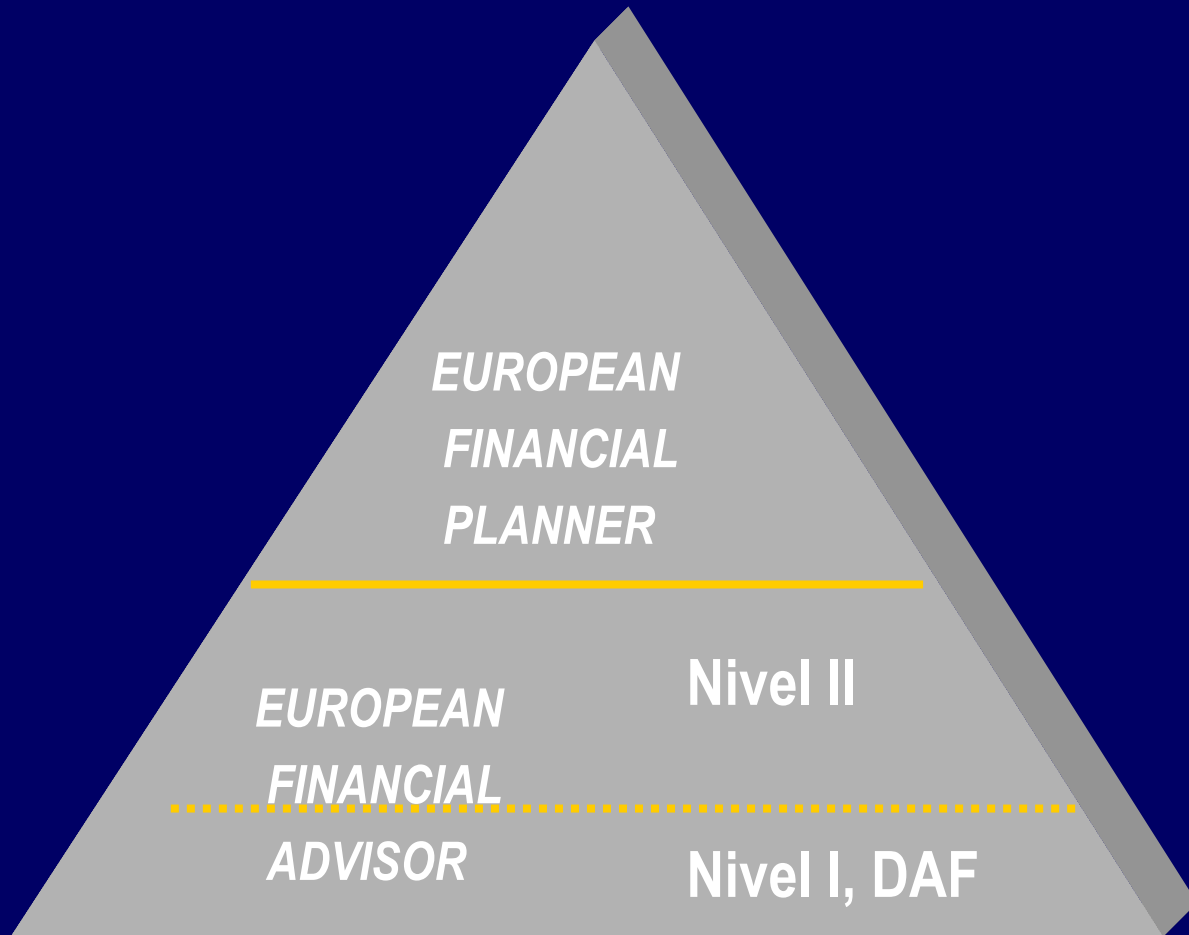 EUROPEAN
FINANCIAL
PLANNER
Nivel II
EUROPEAN
FINANCIAL
ADVISOR
Nivel I, DAF